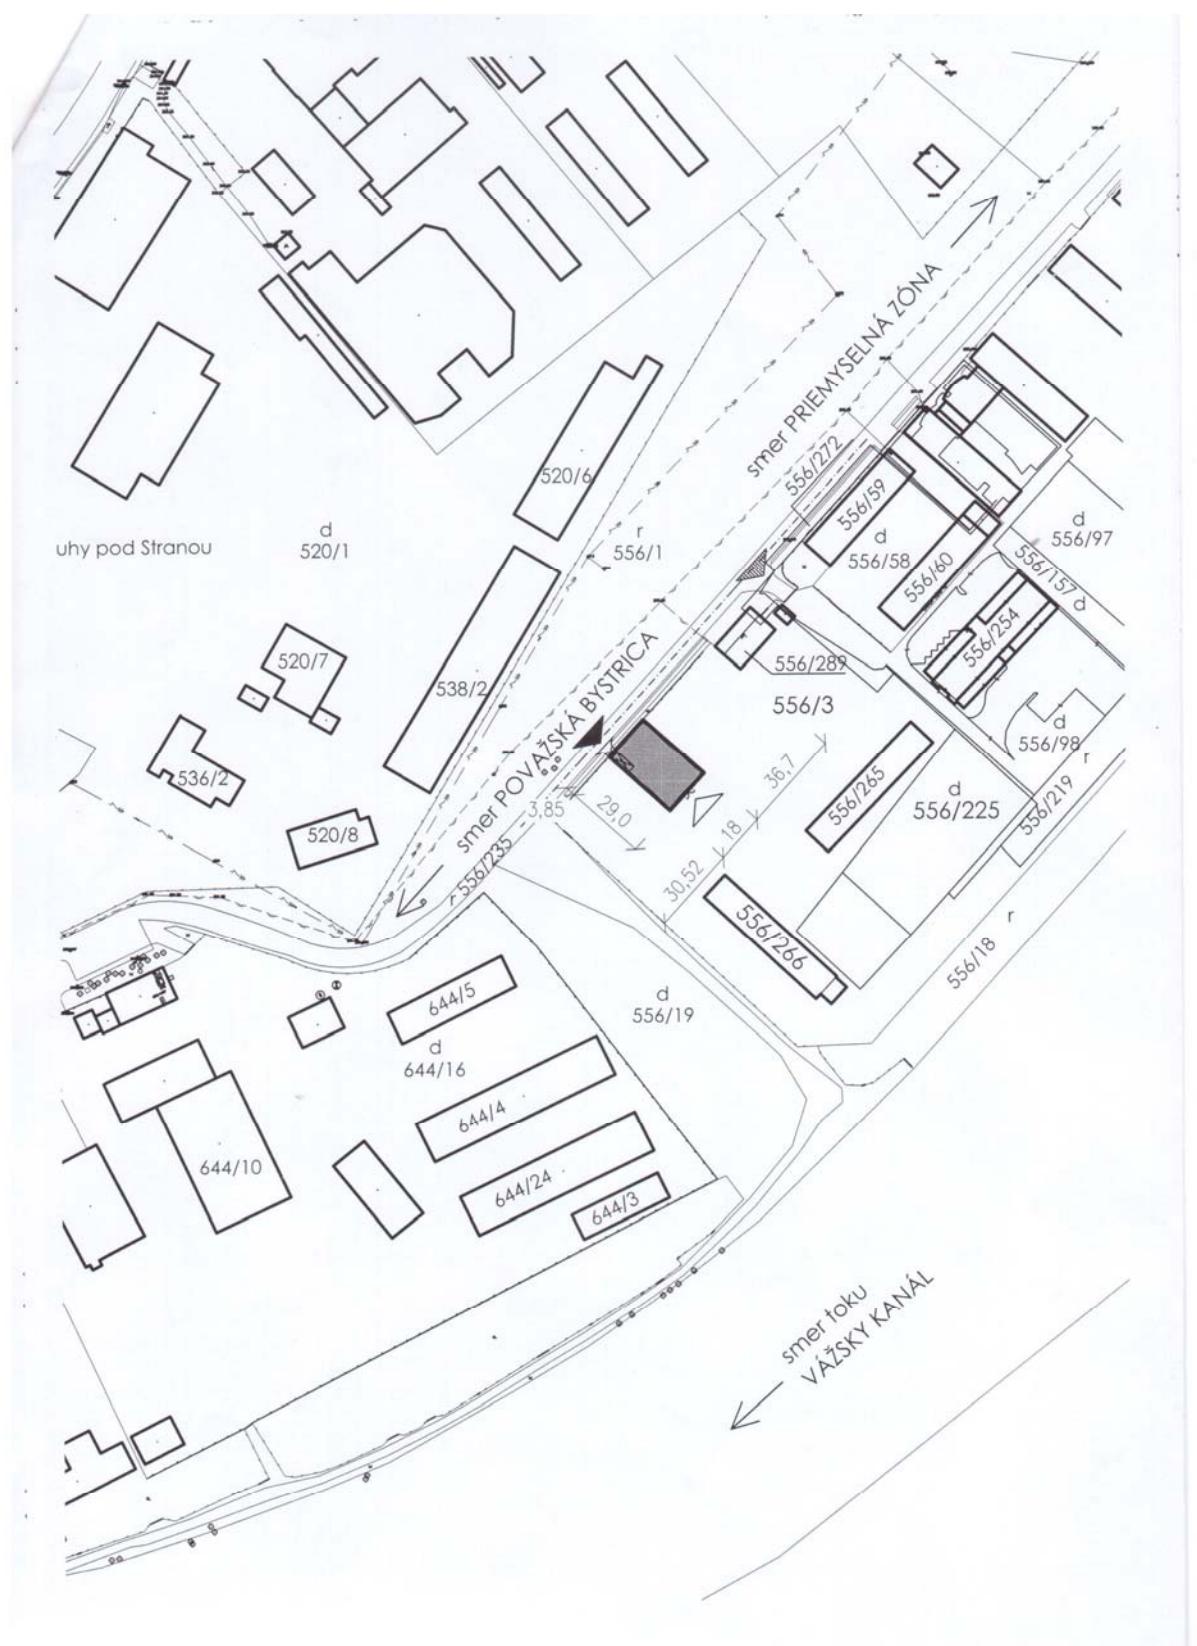 smer PRIEMYSELNÁ ZÓNA
556/272
520/6
556/59
d
520/1
uhy pod Stranou
r
556/1
d
556/58
d
556/97
556/60
556/157
d
556/254
520/7
538/2
smer POVAŽSKÁ BYSTRICA
556/289
556/3
d
556/98
r
536/2
36,7
556/265
d
556/225
556/219
3,85
29,0
18
520/8
r
556/235
30,52
556/266
r
556/18
644/5
d
556/19
d
644/16
644/4
644/10
644/24
644/3
smer toku
VÁŽSKY KANÁL